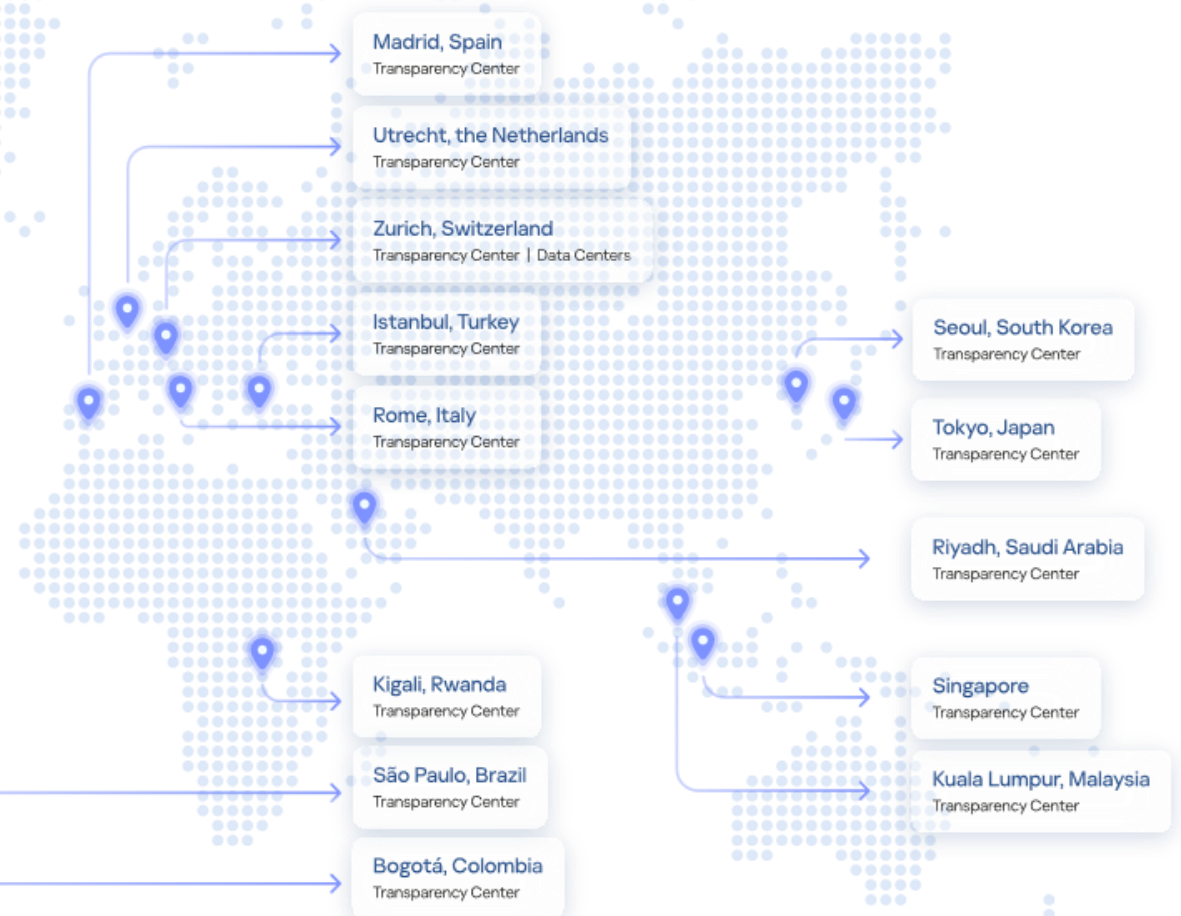 Madrid, Spain
Transparency Center
Utrecht, the Netherlands
Transparency Center
Zurich, Switzerland
Transparency Center | Data Centers
Istanbul, Turkey
Transparency Center
Rome, Italy
Transparency Center
Kigali, Rwanda
Transparency Center
São Paulo, Brazil
Transparency Center
Bogotá, Colombia
Transparency Center
Seoul, South Korea
Transparency Center
Tokyo, Japan
Transparency Center
Riyadh, Saudi Arabia
Transparency Center
Singapore
Transparency Center
Kuala Lumpur, Malaysia
Transparency Center